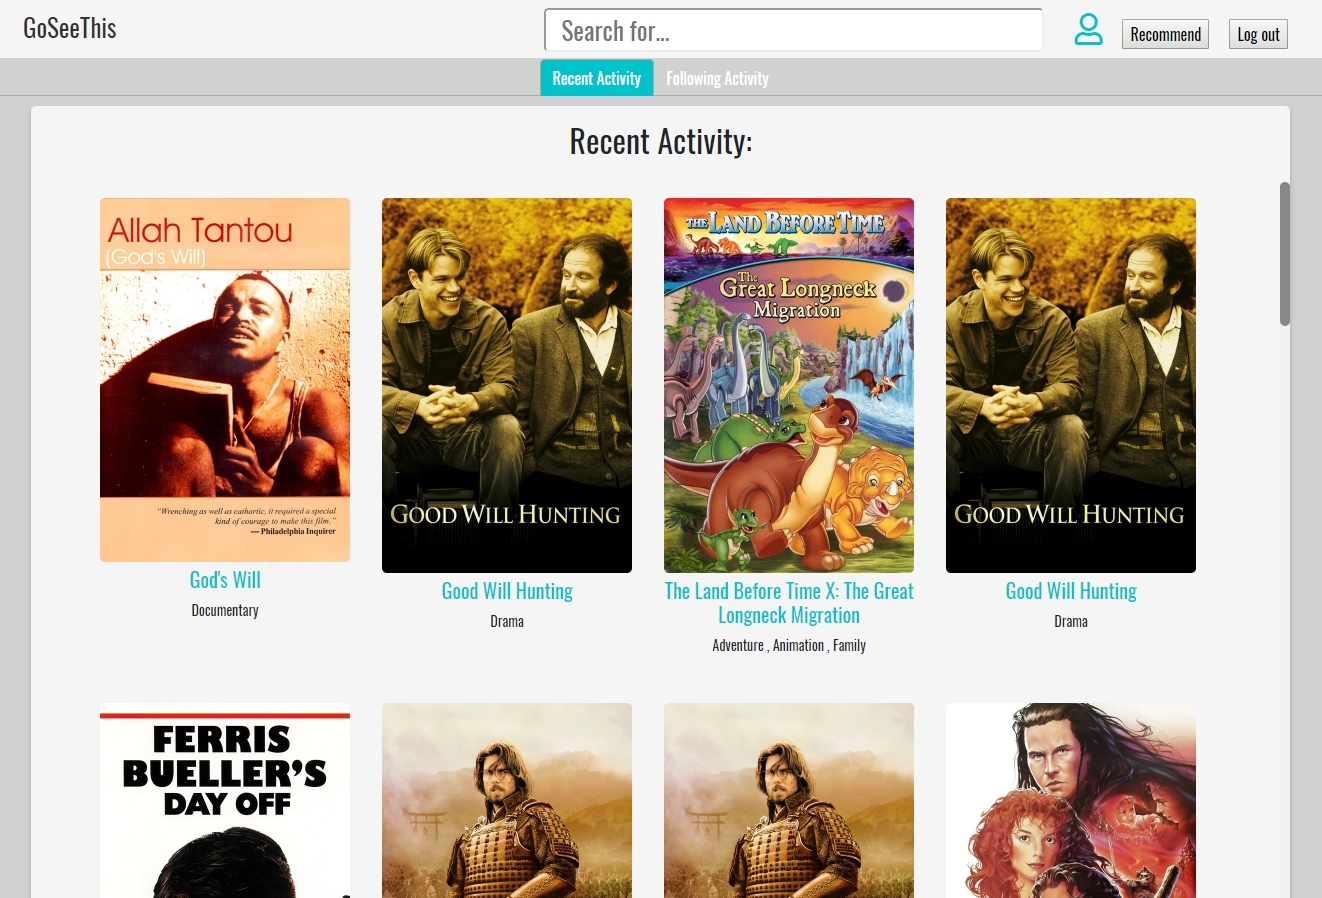 GoSeeThis
Search for...
Recommend
Log out
Recent Activity
Following Activity
Recent Activity:
Allah Tantou
(God's Will)
"Wrenching as well as cathartic, it required a special
kind of courage to make this film."
— Philadelphia Inquirer
God's Will
Documentary
GOOD WILL HUNTING
Good Will Hunting
Drama
THE LAND BEFORE TIME
The
Great Longneck
Migration
The Land Before Time X: The Great
Longneck Migration
Adventure , Animation , Family
GOOD WILL HUNTING
Good Will Hunting
Drama
FERRIS
BUELLER'S
DAY OFF